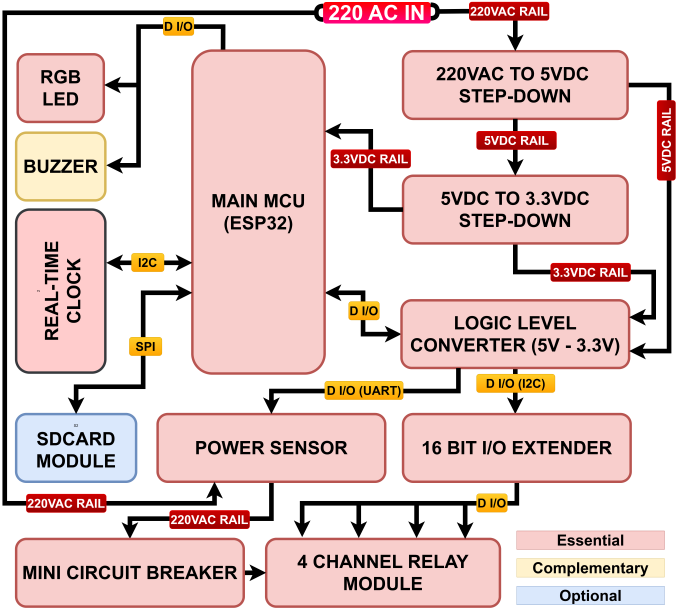 220 AC IN
220VAC RAIL
D I/O
RGB
LED
220VAC TO 5VDC
STEP-DOWN
5VDC RAIL
5VDC RAIL
BUZZER
3.3VDC RAIL
MAIN MCU
(ESP32)
5VDC TO 3.3VDC
STEP-DOWN
REAL-TIME
CLOCK
I2C
3.3VDC RAIL
D I/O
SPI
LOGIC LEVEL
CONVERTER (5V - 3.3V)
D I/O (UART)
D I/O (I2C)
SDCARD
MODULE
POWER SENSOR
16 BIT I/O EXTENDER
220VAC RAIL
220VAC RAIL
D I/O
MINI CIRCUIT BREAKER
4 CHANNEL RELAY
MODULE
Essential
Complementary
Optional